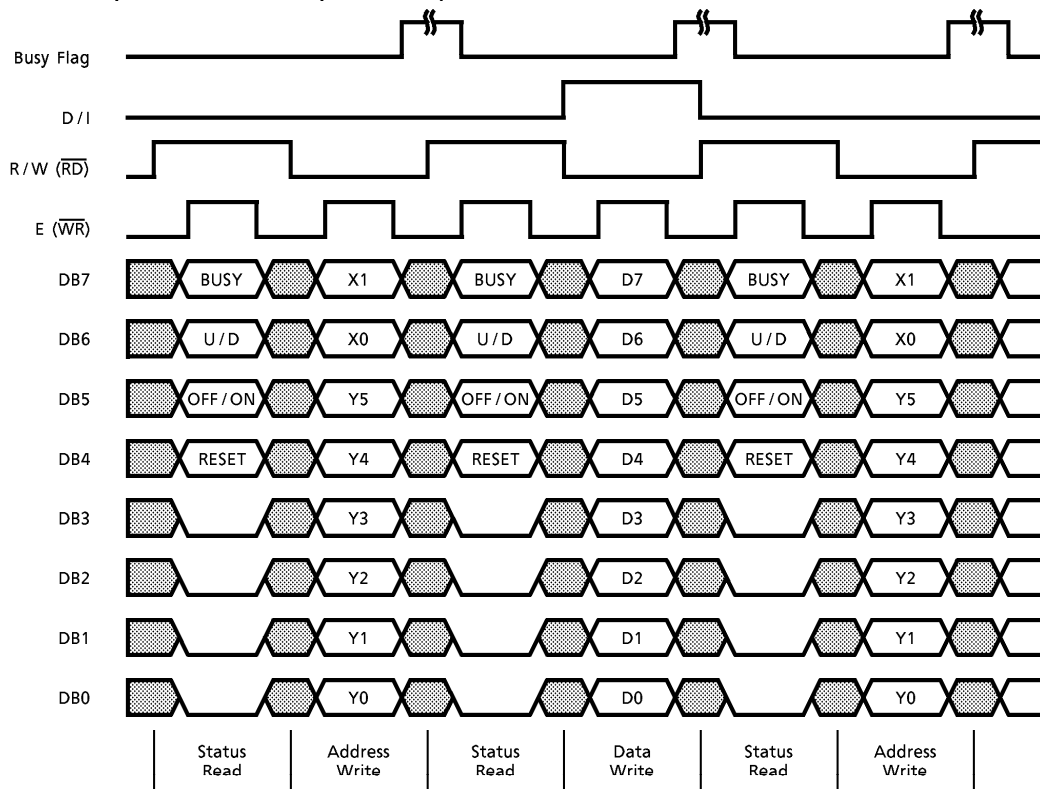 Busy Flag
D / I
R / W (R̅D̅)
E (W̅R̅)
DB7 BUSY X1 BUSY D7 BUSY X1
DB6 U / D X0 U / D D6 U / D X0
DB5 OFF / ON Y5 OFF / ON D5 OFF / ON Y5
DB4 RESET Y4 RESET D4 RESET Y4
DB3 Y3 D3 Y3
DB2 Y2 D2 Y2
DB1 Y1 D1 Y1
DB0 Y0 D0 Y0
Status Address Status Data Status Address
Read Write Read Write Read Write